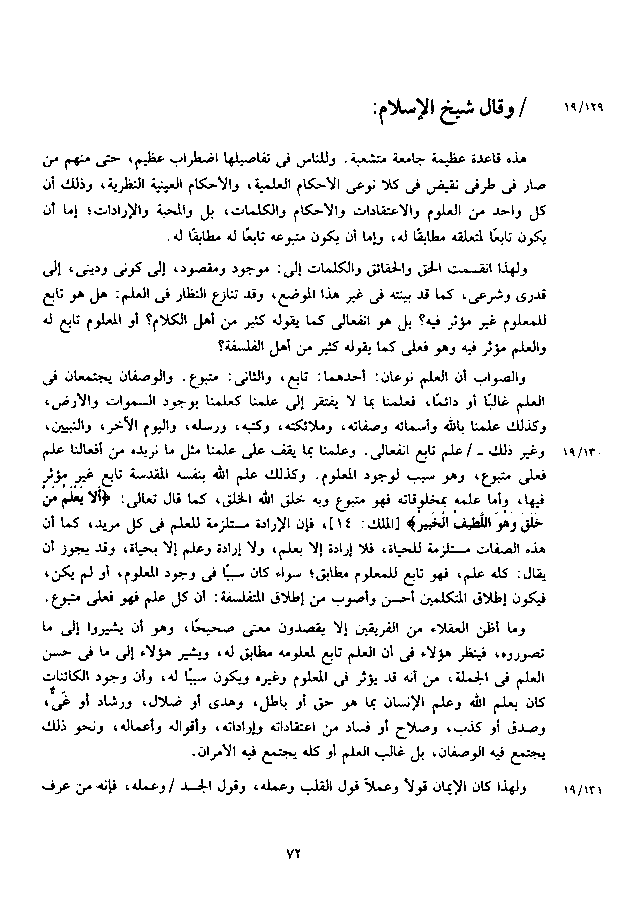 ١٩/١٢٩ / وقال شيخ الإسلام:
هذه قاعدة عظيمة جامعة متشعبة. وللناس فى تفاصيلها اضطراب عظيم، حتى منهم من
صار فى طرفى نقيض فى كلا نوعى الأحكام العلمية، والأحكام العينية النظرية، وذلك أن
كل واحد من العلوم والاعتقادات والأحكام والكلمات، بل والمحبة والإرادات؛ إما أن
يكون تابعًا لمتعلقه مطابقًا له، وإما أن يكون متبوعه تابعًا له مطابقًا له.
ولهذا انقسمت الحق والحقائق والكلمات إلى: موجود ومقصود، إلى كونى ودينى، إلى
قدرى وشرعى، كما قد بينته فى غير هذا الموضع، وقد تنازع النظار فى العلم: هل هو تابع
للمعلوم غير مؤثر فيه؟ بل هو انفعالى كما يقوله كثير من أهل الكلام؟ أو المعلوم تابع له
والعلم مؤثر فيه وهو فعلى كما يقوله كثير من أهل الفلسفة؟
والصواب أن العلم نوعان: أحدهما: تابع، والثانى: متبوع. والوصفان يجتمعان فى
العلم غالبًا أو دائمًا، فعلمنا بما لا يفتقر إلى علمنا كعلمنا بوجود السموات والأرض،
وكذلك علمنا بالله وأسمائه وصفاته، وملائكته، وكتبه، ورسله، واليوم الآخر، والنبيين،
١٩/١٣٠ وغير ذلك ـ / علم تابع انفعالى. وعلمنا بما يقف على علمنا مثل ما نريده من أفعالنا علم
فعلى متبوع، وهو سبب لوجود المعلوم. وكذلك علم الله بنفسه المقدسة تابع غير مؤثر
فيها، وأما علمه بمخلوقاته فهو متبوع وبه خلق الله الخلق، كما قال تعالى: ﴿أَلَا يَعْلَمُ مَنْ
خَلَقَ وَهُوَ اللَّطِيفُ الْخَبِيرُ﴾ [الملك: ١٤]، فإن الإرادة مستلزمة للعلم فى كل مريد، كما أن
هذه الصفات مستلزمة للحياة، فلا إرادة إلا بعلم، ولا إرادة وعلم إلا بحياة، وقد يجوز أن
يقال: كله علم، فهو تابع للمعلوم مطابق؛ سواء كان سببًا فى وجود المعلوم، أو لم يكن،
فيكون إطلاق المتكلمين أحسن وأصوب من إطلاق المتفلسفة: أن كل علم فهو فعلى متبوع.
وما أظن العقلاء من الفريقين إلا يقصدون معنى صحيحًا، وهو أن يشيروا إلى ما
تصوروه، فينظر هؤلاء فى أن العلم تابع لمعلومه مطابق له، ويشير هؤلاء إلى ما فى حسن
العلم فى الجملة، من أنه قد يؤثر فى المعلوم وغيره ويكون سببًا له، وأن وجود الكائنات
كان بعلم الله وعلم الإنسان بما هو حق أو باطل، وهدى أو ضلال، ورشاد أو غَىٌّ،
وصدق أو كذب، وصلاح أو فساد من اعتقاداته وإراداته، وأقواله وأعماله، ونحو ذلك
يجتمع فيه الوصفان، بل غالب العلم أو كله يجتمع فيه الأمران.
١٩/١٣١ ولهذا كان الإيمان قولاً وعملاً قول القلب وعمله، وقول الجسد / وعمله، فإنه من عرف
٧٢